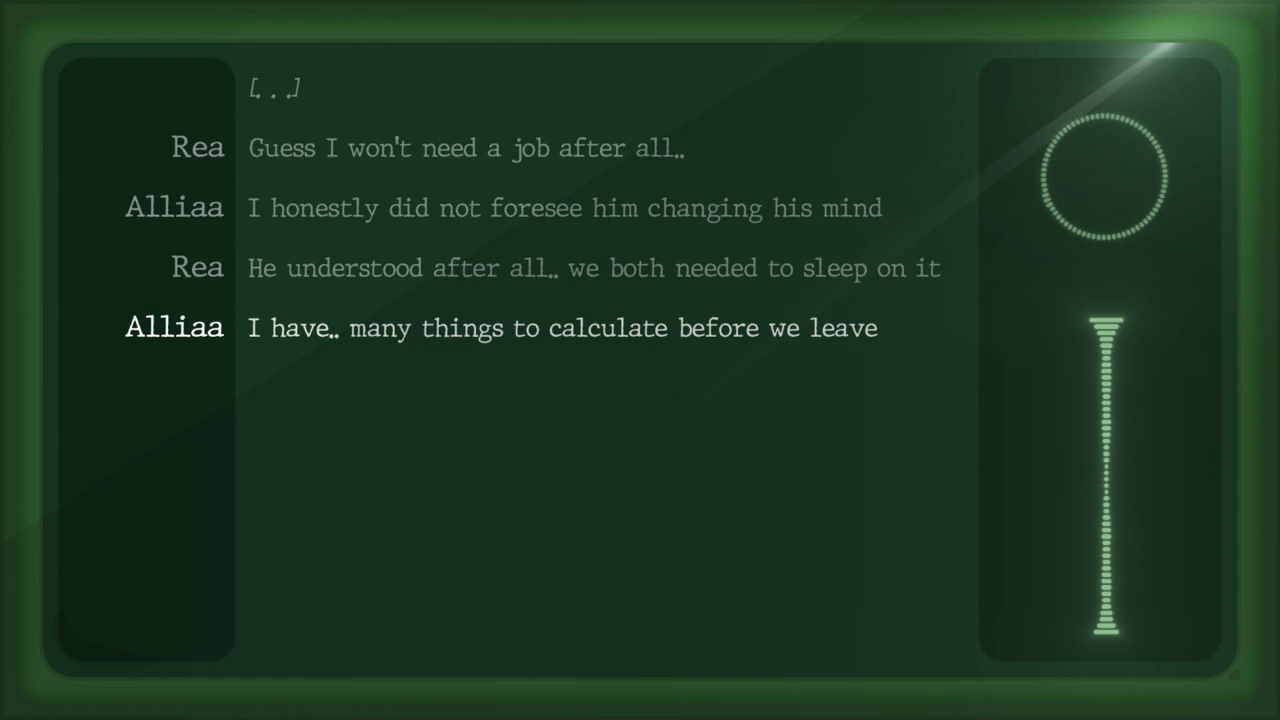 [...]
Rea Guess I won't need a job after all..
Alliaa I honestly did not foresee him changing his mind
Rea He understood after all.. we both needed to sleep on it
Alliaa I have.. many things to calculate before we leave